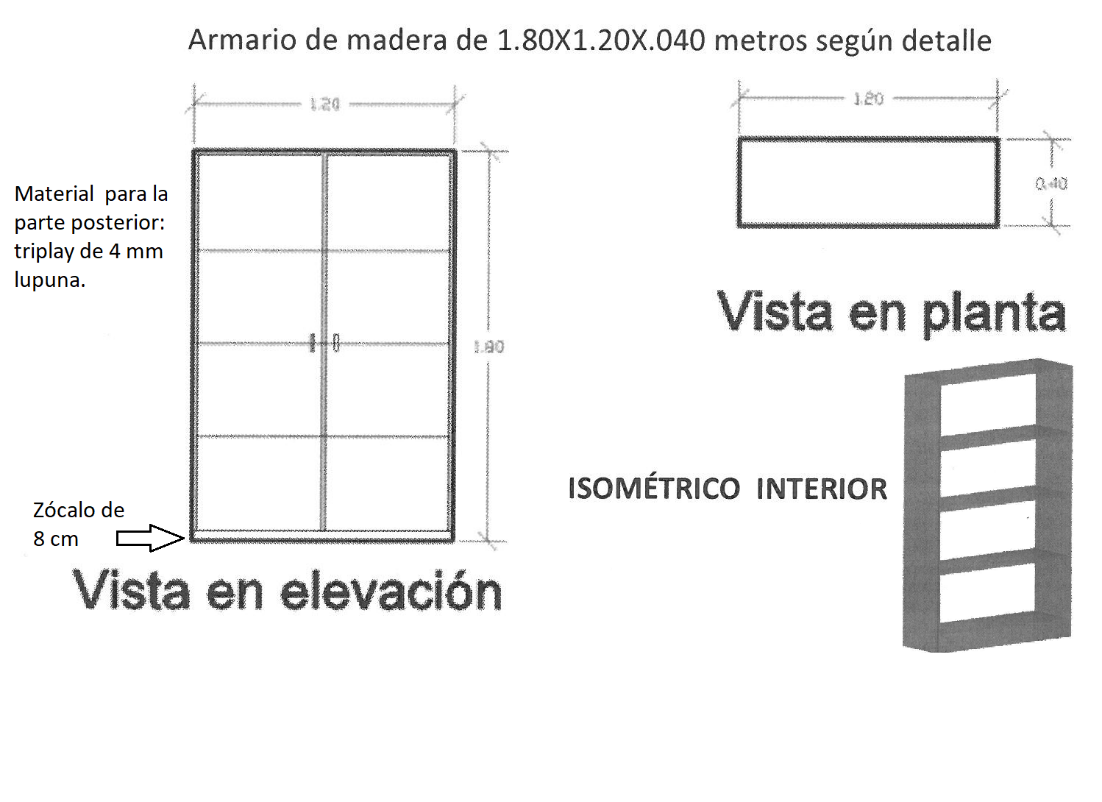 Armario de madera de 1.80X1.20X.040 metros según detalle
1.20
1.20
Material para la
parte posterior:
triplay de 4 mm
lupuna.
0.40
Vista en planta
1.80
ISOMÉTRICO INTERIOR
Zócalo de
8 cm
Vista en elevación